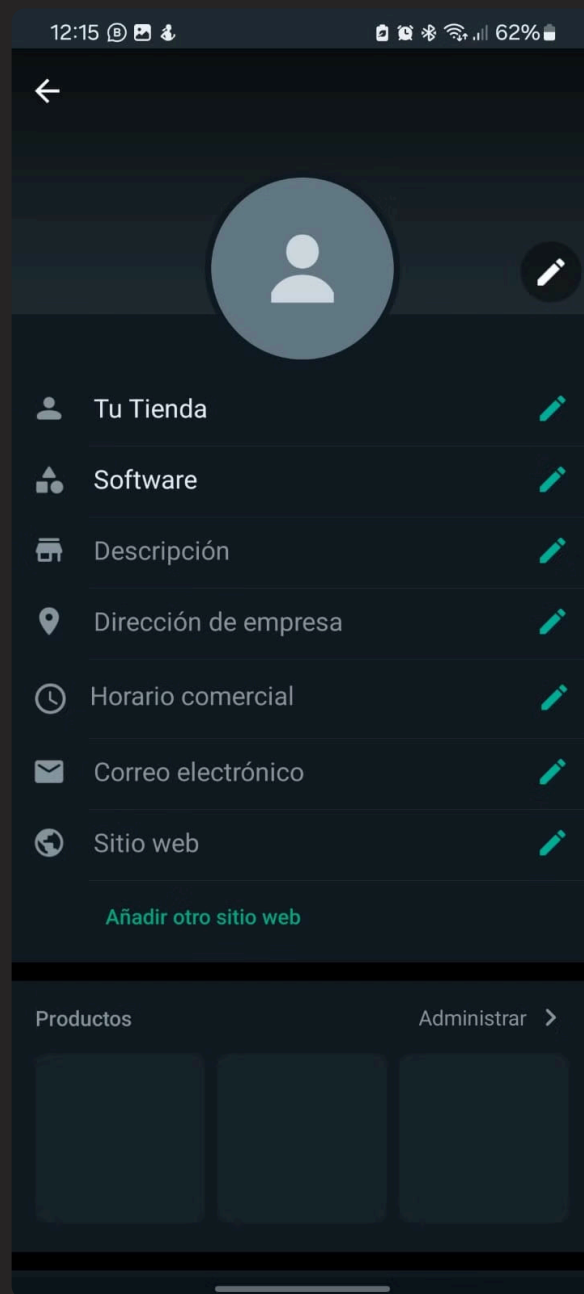 12:15 62%
Tu Tienda
Software
Descripción
Dirección de empresa
Horario comercial
Correo electrónico
Sitio web
Añadir otro sitio web
Productos Administrar